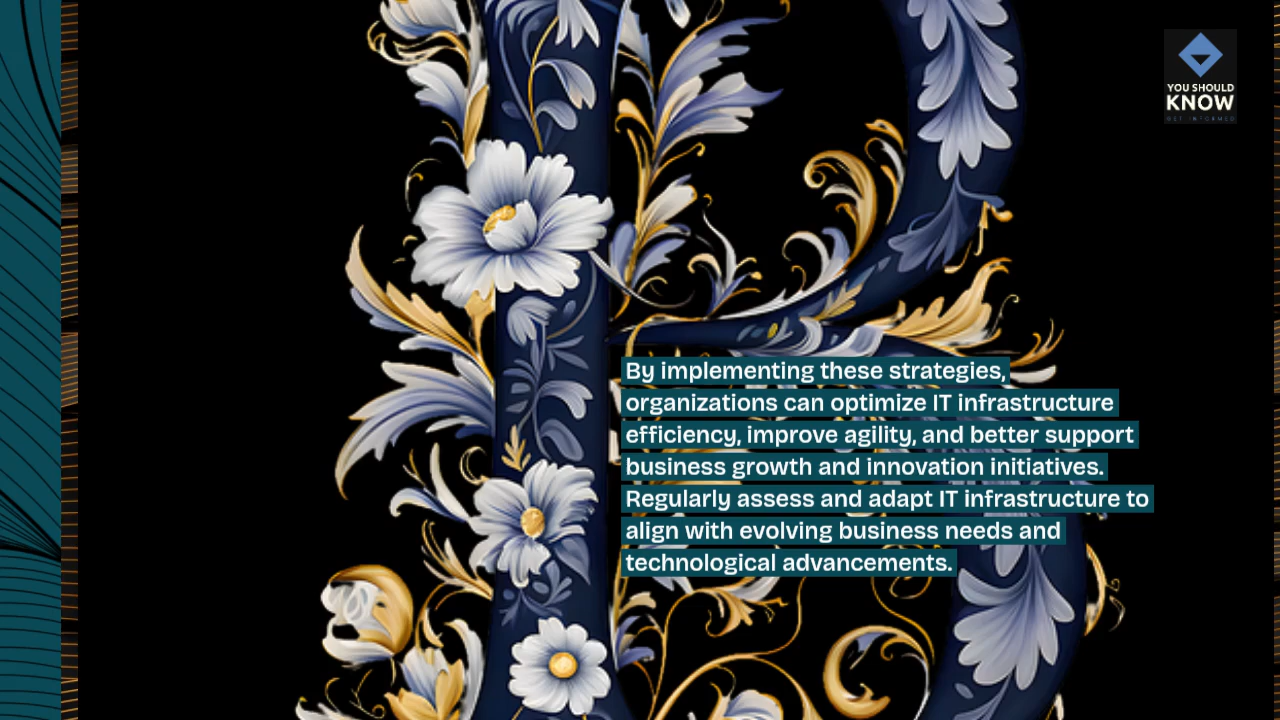 YOU SHOULD
KNOW
GET INFORMED
By implementing these strategies,
organizations can optimize IT infrastructure
efficiency, improve agility, and better support
business growth and innovation initiatives.
Regularly assess and adapt IT infrastructure to
align with evolving business needs and
technological advancements.